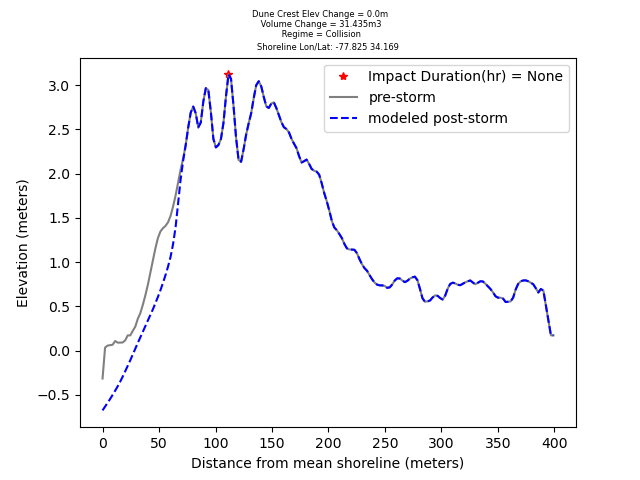 Dune Crest Elev Change = 0.0m
Volume Change = 31.435m3
Regime = Collision
Shoreline Lon/Lat: -77.825 34.169
Impact Duration(hr) = None
pre-storm
modeled post-storm
Elevation (meters)
3.0
2.5
2.0
1.5
1.0
0.5
0.0
−0.5
0 50 100 150 200 250 300 350 400
Distance from mean shoreline (meters)